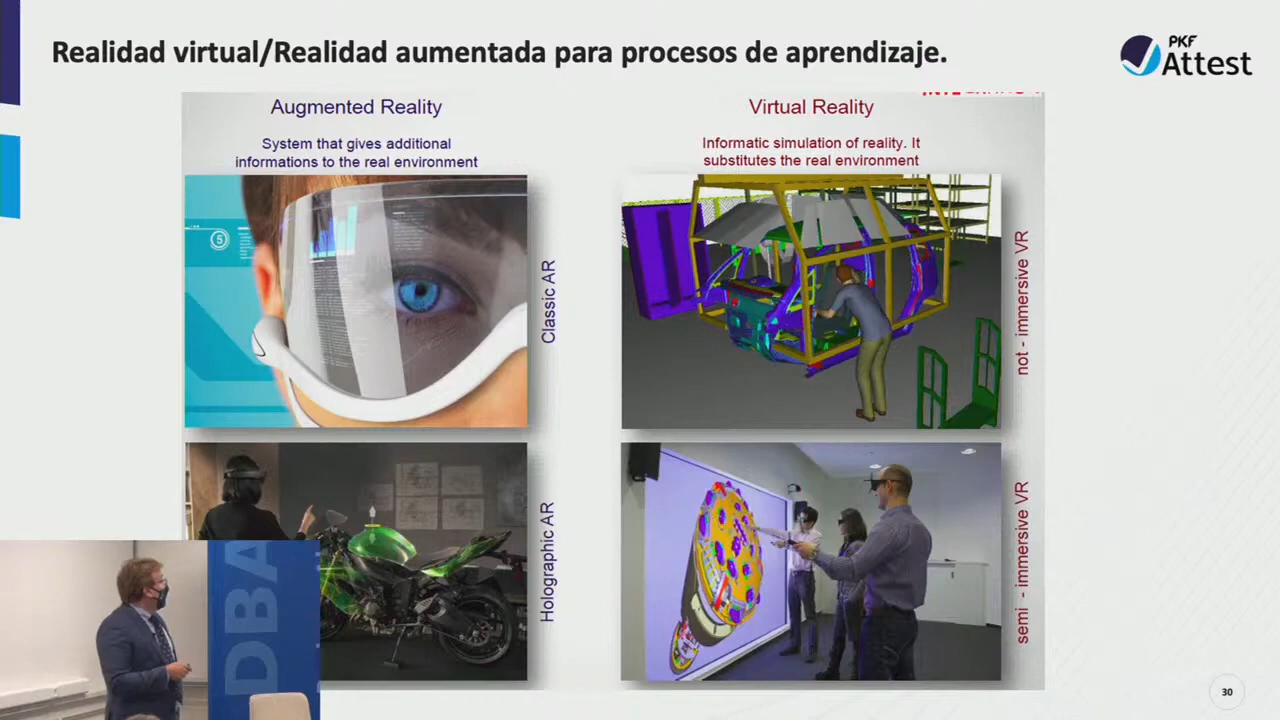 Realidad virtual/Realidad aumentada para procesos de aprendizaje.
PKF
Attest
Augmented Reality
System that gives additional
informations to the real environment
Classic AR
Holographic AR
Virtual Reality
Informatic simulation of reality. It
substitutes the real environment
not - immersive VR
semi - immersive VR
5
DBA
30